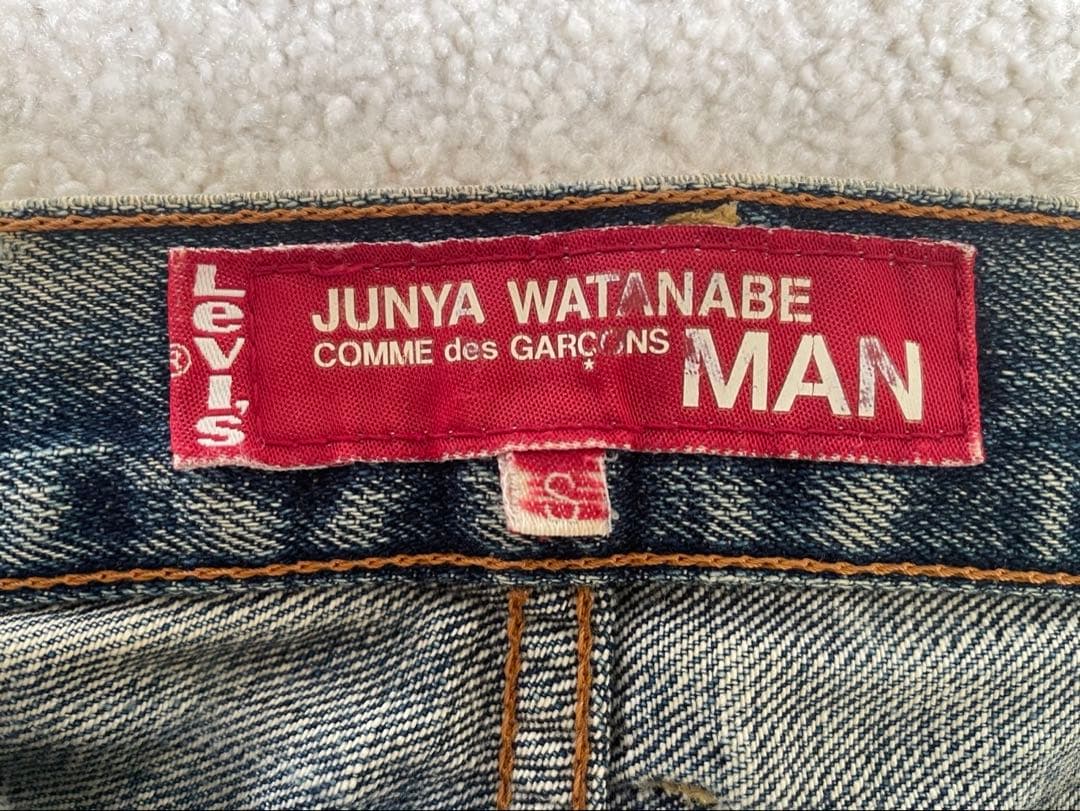 Levi's
®
JUNYA WATANABE
COMME des GARÇONS
MAN
S